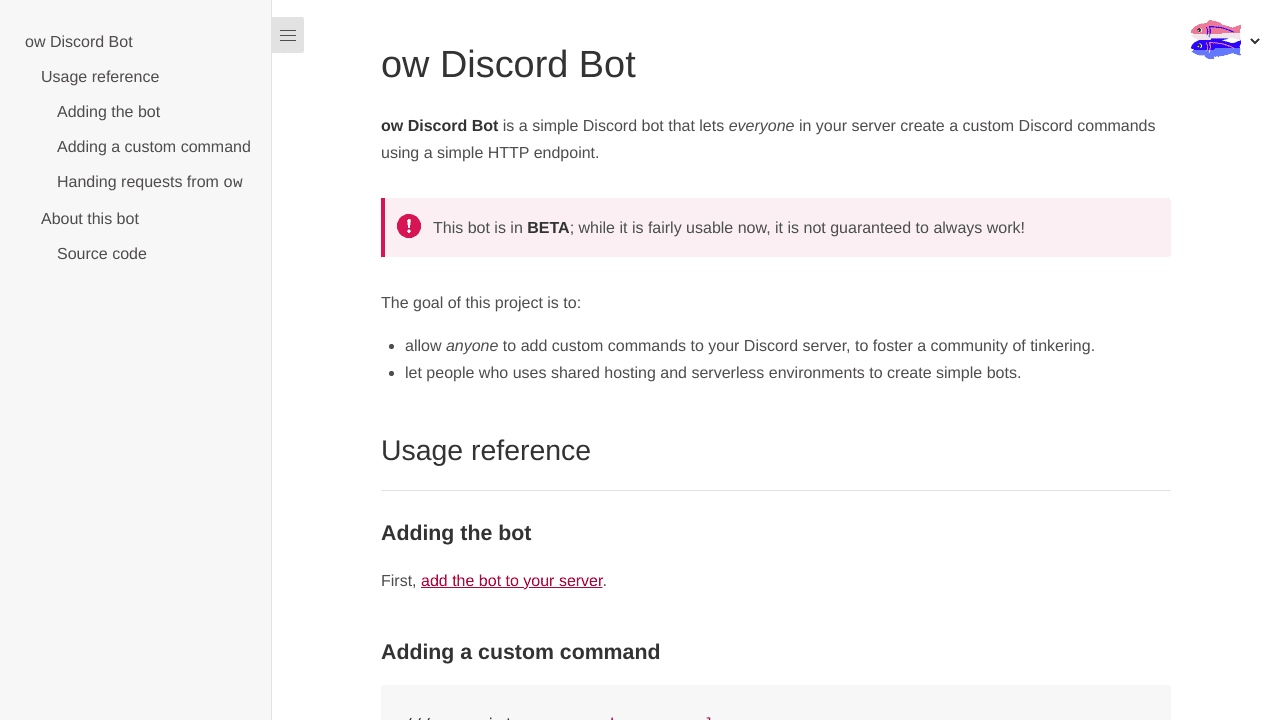 ow Discord Bot
Usage reference
Adding the bot
Adding a custom command
Handing requests from ow
About this bot
Source code
ow Discord Bot
ow Discord Bot is a simple Discord bot that lets everyone in your server create a custom Discord commands
using a simple HTTP endpoint.
This bot is in BETA; while it is fairly usable now, it is not guaranteed to always work!
The goal of this project is to:
allow anyone to add custom commands to your Discord server, to foster a community of tinkering.
let people who uses shared hosting and serverless environments to create simple bots.
Usage reference
Adding the bot
First, add the bot to your server.
Adding a custom command